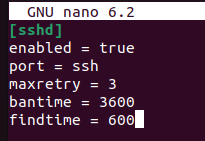 GNU nano 6.2
[sshd]
enabled = true
port = ssh
maxretry = 3
bantime = 3600
findtime = 600